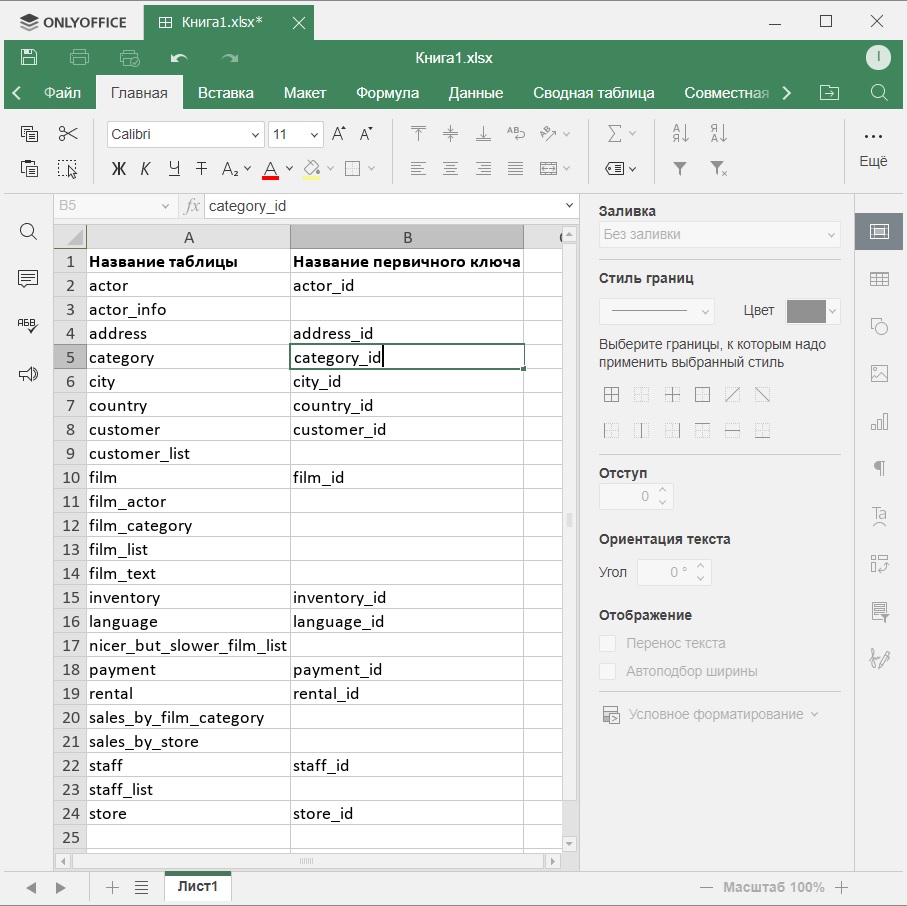 ONLYOFFICE Книга1.xlsx*
Книга1.xlsx I
Файл Главная Вставка Макет Формула Данные Сводная таблица Совместная
Calibri 11 А А
Ж К Ч Т А₂ А Ещё
B5 fx category_id
A B
1 Название таблицы Название первичного ключа
2 actor actor_id
3 actor_info
4 address address_id
5 category category_id
6 city city_id
7 country country_id
8 customer customer_id
9 customer_list
10 film film_id
11 film_actor
12 film_category
13 film_list
14 film_text
15 inventory inventory_id
16 language language_id
17 nicer_but_slower_film_list
18 payment payment_id
19 rental rental_id
20 sales_by_film_category
21 sales_by_store
22 staff staff_id
23 staff_list
24 store store_id
25
Заливка
Без заливки
Стиль границ
Цвет
Выберите границы, к которым надо
применить выбранный стиль
Отступ
0
Ориентация текста
Угол 0 °
Отображение
Перенос текста
Автоподбор ширины
Условное форматирование
Лист1 Масштаб 100%